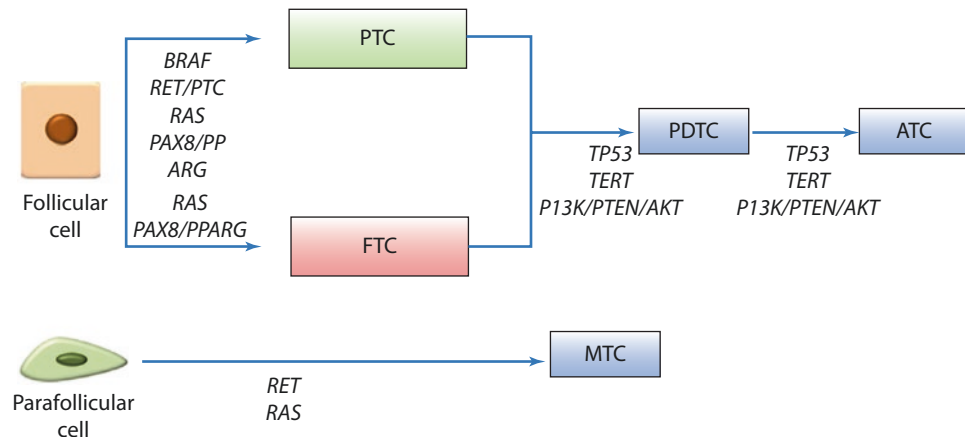 PTC
BRAF
RET/PTC
RAS
PAX8/PP
ARG
Follicular
cell
RAS
PAX8/PPARG
FTC
PDTC
TP53
TERT
P13K/PTEN/AKT
ATC
TP53
TERT
P13K/PTEN/AKT
Parafollicular
cell
RET
RAS
MTC